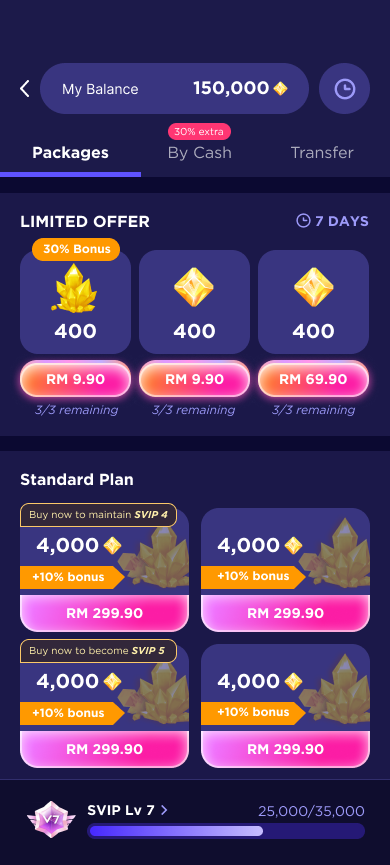 My Balance 150,000
30% extra
Packages By Cash Transfer
LIMITED OFFER 7 DAYS
30% Bonus
400 400 400
RM 9.90 RM 9.90 RM 69.90
3/3 remaining 3/3 remaining 3/3 remaining
Standard Plan
Buy now to maintain SVIP 4
4,000 4,000
+10% bonus +10% bonus
RM 299.90 RM 299.90
Buy now to become SVIP 5
4,000 4,000
+10% bonus +10% bonus
RM 299.90 RM 299.90
V7 SVIP Lv 7 25,000/35,000